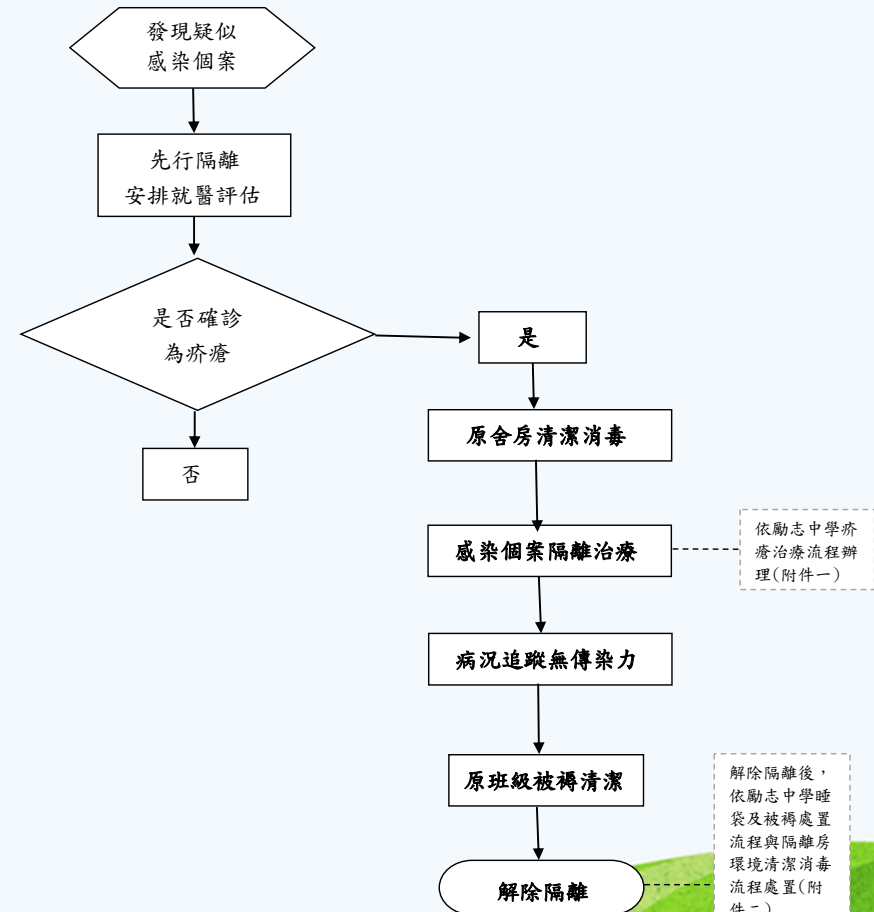 發現疑似
感染個案
先行隔離
安排就醫評估
是否確診
為疥瘡
是
否
原舍房清潔消毒
感染個案隔離治療
依勵志中學疥
瘡治療流程辦
理(附件一)
病況追蹤無傳染力
原班級被褥清潔
解除隔離
解除隔離後，
依勵志中學睡
袋及被褥處置
流程與隔離房
環境清潔消毒
流程處置(附
件二)